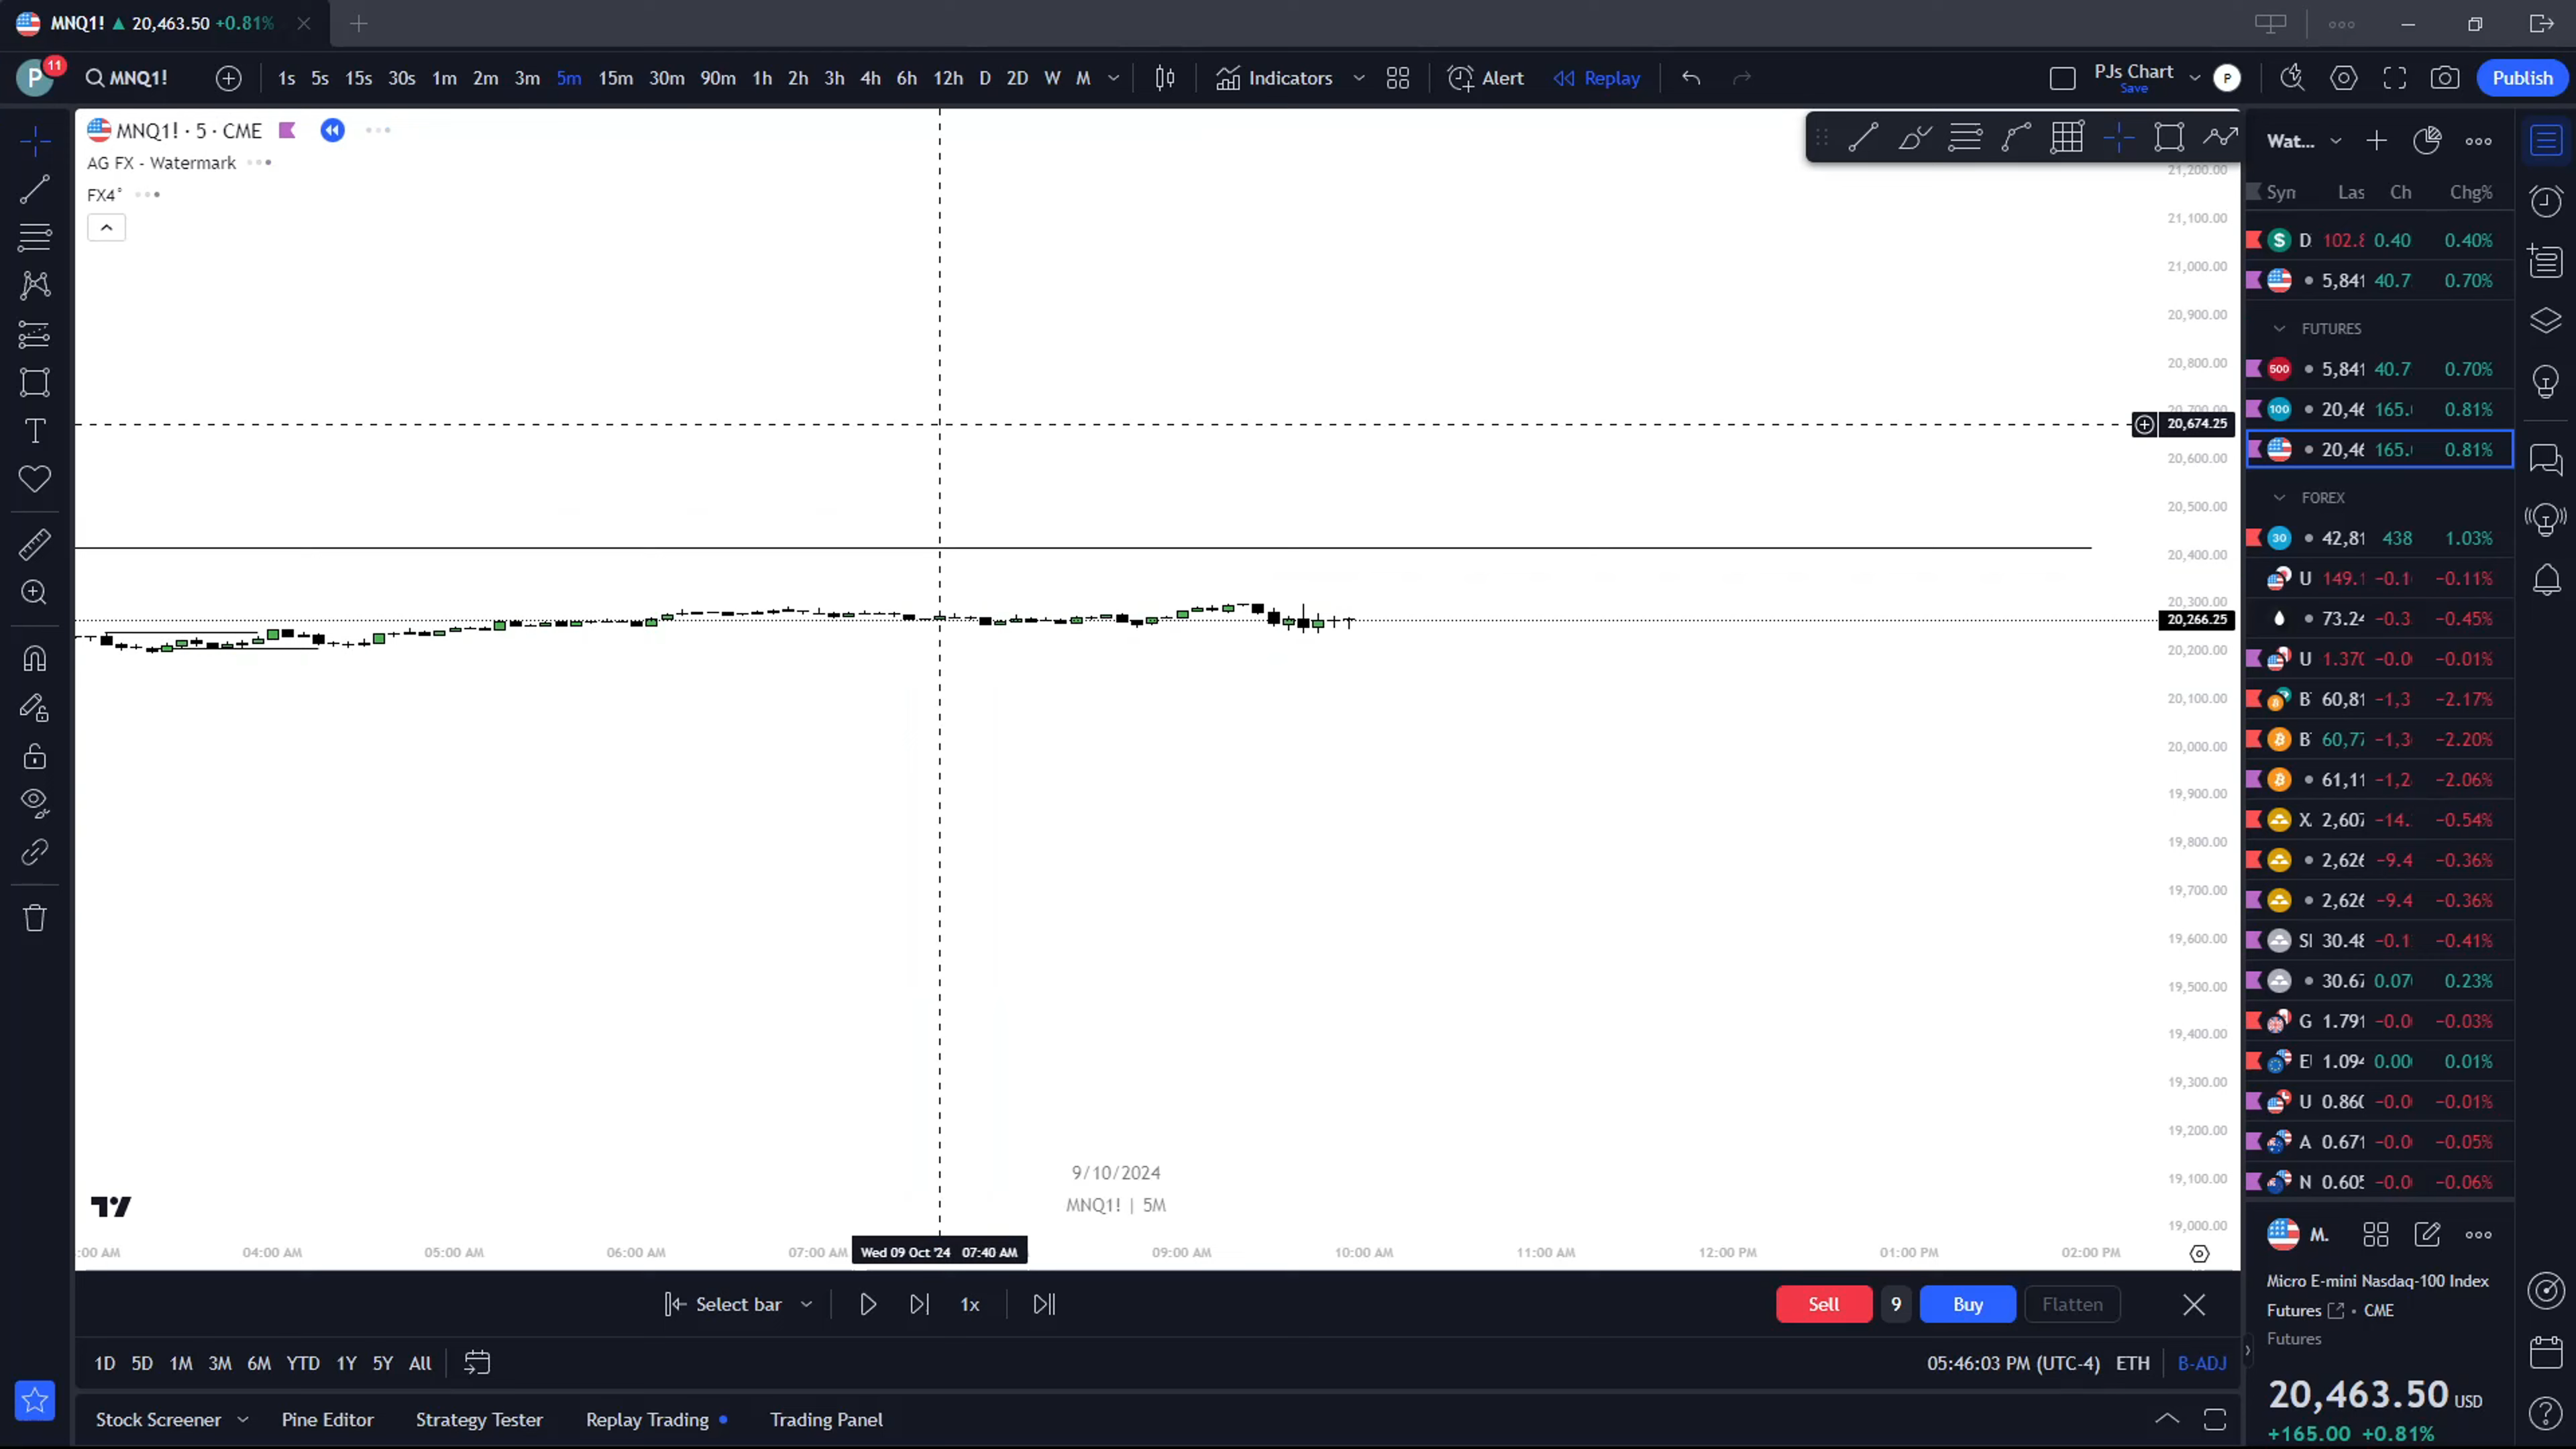 MNQ1! ▲ 20,463.50 +0.81%
P 11 MNQ1! 1s 5s 15s 30s 1m 2m 3m 5m 15m 30m 90m 1h 2h 3h 4h 6h 12h D 2D W M Indicators Alert Replay PJs Chart Save P Publish
MNQ1! · 5 · CME
AG FX - Watermark
FX4°
21,200.00
21,100.00
21,000.00
20,900.00
20,800.00
20,700.00
20,674.25
20,600.00
20,500.00
20,400.00
20,300.00
20,266.25
20,200.00
20,100.00
20,000.00
19,900.00
19,800.00
19,700.00
19,600.00
19,500.00
19,400.00
19,300.00
19,200.00
19,100.00
19,000.00
9/10/2024
MNQ1! | 5M
:00 AM 04:00 AM 05:00 AM 06:00 AM 07:00 AM Wed 09 Oct '24 07:40 AM 09:00 AM 10:00 AM 11:00 AM 12:00 PM 01:00 PM 02:00 PM
Select bar 1x Sell 9 Buy Flatten
1D 5D 1M 3M 6M YTD 1Y 5Y All 05:46:03 PM (UTC-4) ETH B-ADJ
Stock Screener Pine Editor Strategy Tester Replay Trading Trading Panel
Wat...
Syn Las Ch Chg%
D 102.8 0.40 0.40%
5,841 40.7 0.70%
FUTURES
500 5,841 40.7 0.70%
100 20,46 165. 0.81%
20,46 165. 0.81%
FOREX
30 42,81 438 1.03%
U 149.1 −0.1 −0.11%
73.24 −0.3 −0.45%
U 1.370 −0.0 −0.01%
B 60,81 −1,3 −2.17%
B 60,77 −1,3 −2.20%
61,11 −1,2 −2.06%
X 2,607 −14. −0.54%
2,626 −9.4 −0.36%
2,626 −9.4 −0.36%
SI 30.48 −0.1 −0.41%
30.67 0.07 0.23%
G 1.791 −0.0 −0.03%
E 1.094 0.00 0.01%
U 0.860 −0.0 −0.01%
A 0.671 −0.0 −0.05%
N 0.605 −0.0 −0.06%
M.
Micro E-mini Nasdaq-100 Index
Futures · CME
Futures
20,463.50 USD
+165.00 +0.81%